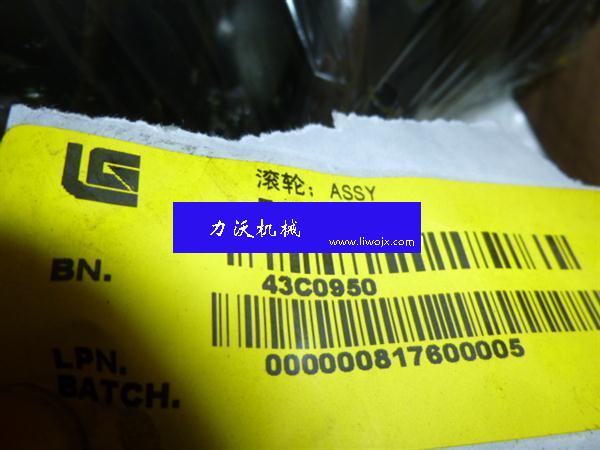 滚轮; ASSY
力沃机械
www.liwojx.com
BN.
43C0950
LPN.
000000817600005
BATCH.